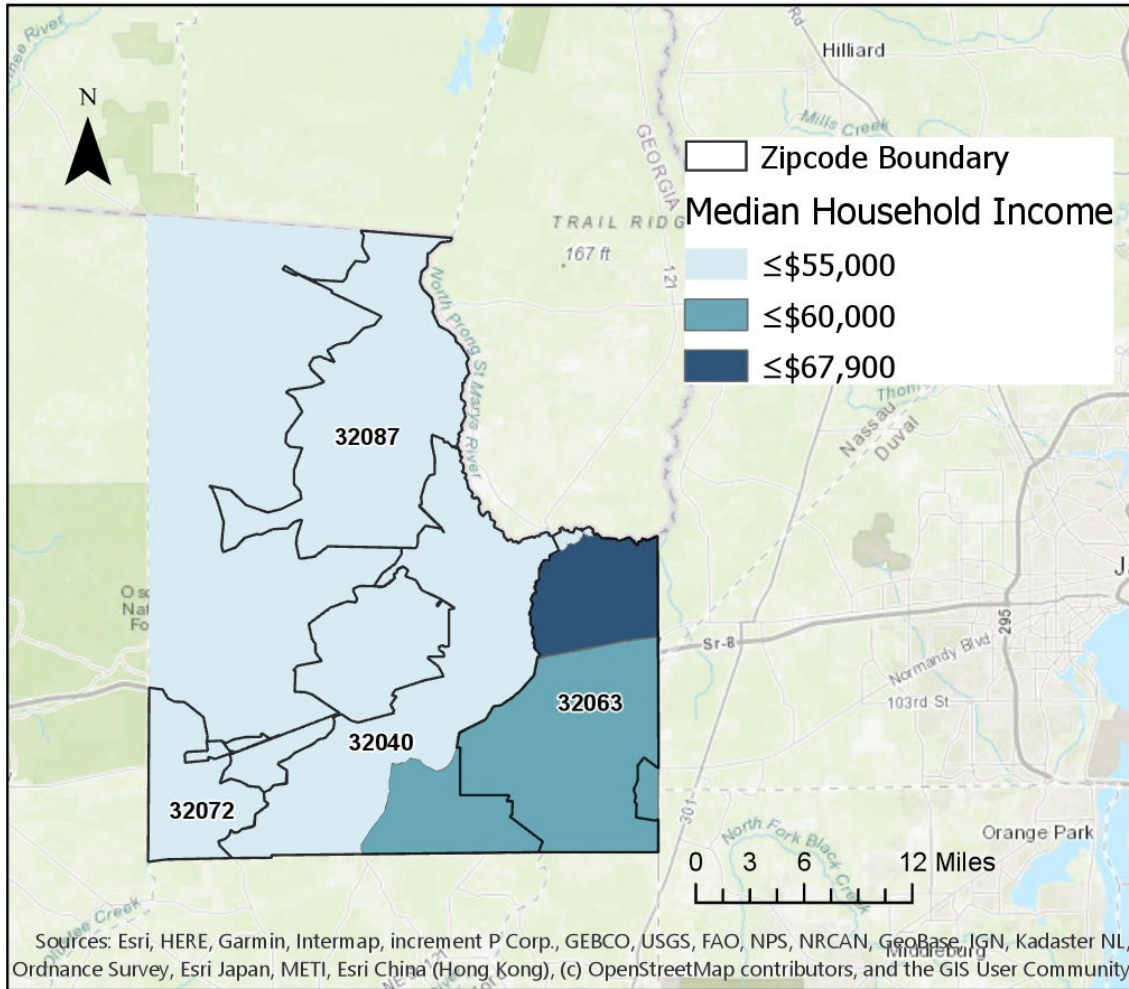 Hilliard
Rd
N
Mills Creek
GEORGIA
Zipcode Boundary
Median Household Income
TRAIL RIDG
167 ft
121
≤$55,000
≤$60,000
≤$67,900
North Prong St Marys River
Nassau
Duval
32087
295
Sr-8
Normandy Blvd
103rd St
32063
32040
32072
301
North Fork Black Creek
Orange Park
0 3 6 12 Miles
Creek
Middleburg
Sources: Esri, HERE, Garmin, Intermap, increment P Corp., GEBCO, USGS, FAO, NPS, NRCAN, GeoBase, IGN, Kadaster NL,
Ordnance Survey, Esri Japan, METI, Esri China (Hong Kong), (c) OpenStreetMap contributors, and the GIS User Community